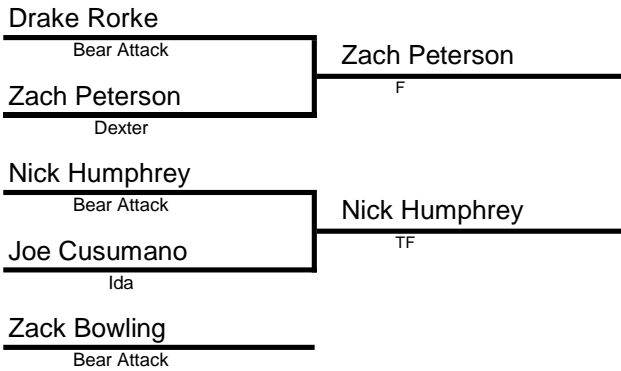 Drake Rorke
Bear Attack
Zach Peterson
F
Zach Peterson
Dexter
Nick Humphrey
Bear Attack
Nick Humphrey
TF
Joe Cusumano
Ida
Zack Bowling
Bear Attack